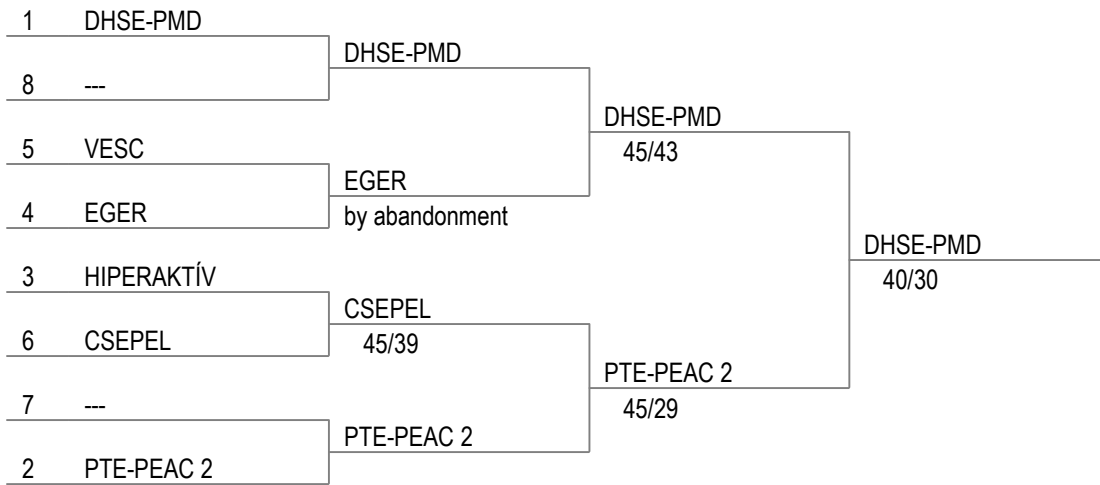 1 DHSE-PMD
DHSE-PMD
8 ---
DHSE-PMD
45/43
5 VESC
EGER
by abandonment
4 EGER
DHSE-PMD
40/30
3 HIPERAKTÍV
CSEPEL
45/39
6 CSEPEL
PTE-PEAC 2
45/29
7 ---
PTE-PEAC 2
2 PTE-PEAC 2